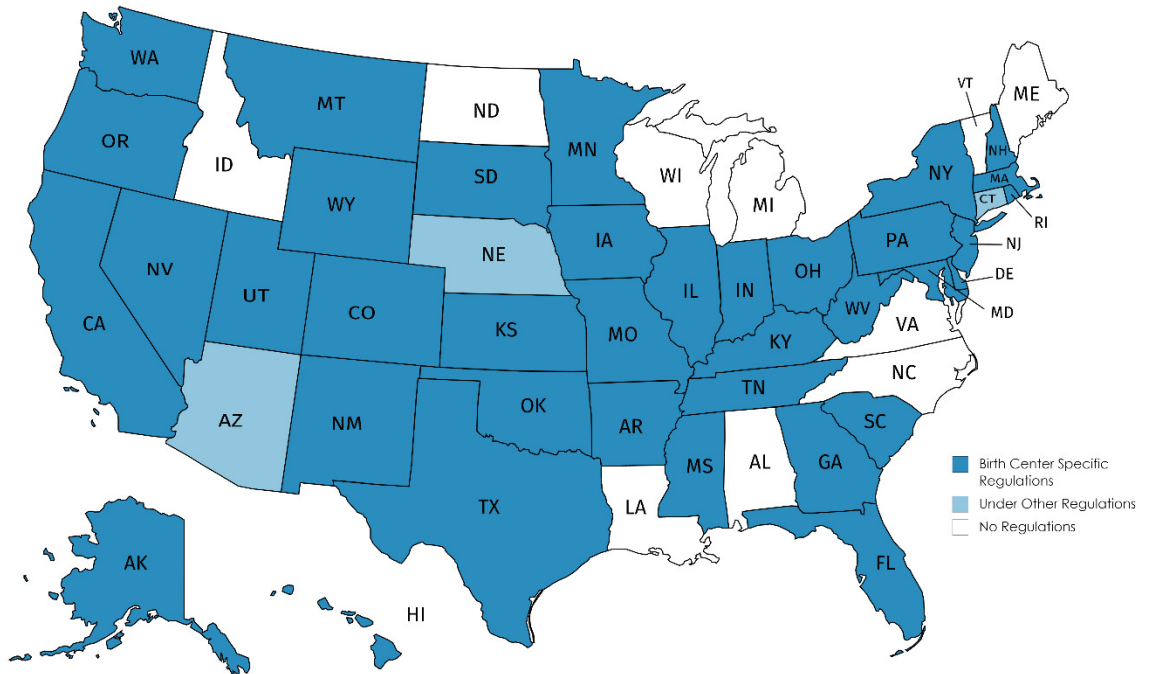 WA
MT
ND
MN
VT
ME
OR
ID
SD
WI
NY
NH
MA
WY
MI
CT
RI
IA
PA
NJ
NE
NV
UT
OH
DE
IL
IN
CO
WV
MD
CA
KS
MO
VA
KY
NC
TN
AZ
NM
OK
AR
SC
MS
AL
GA
LA
TX
AK
FL
HI
Birth Center Specific
Regulations
Under Other Regulations
No Regulations